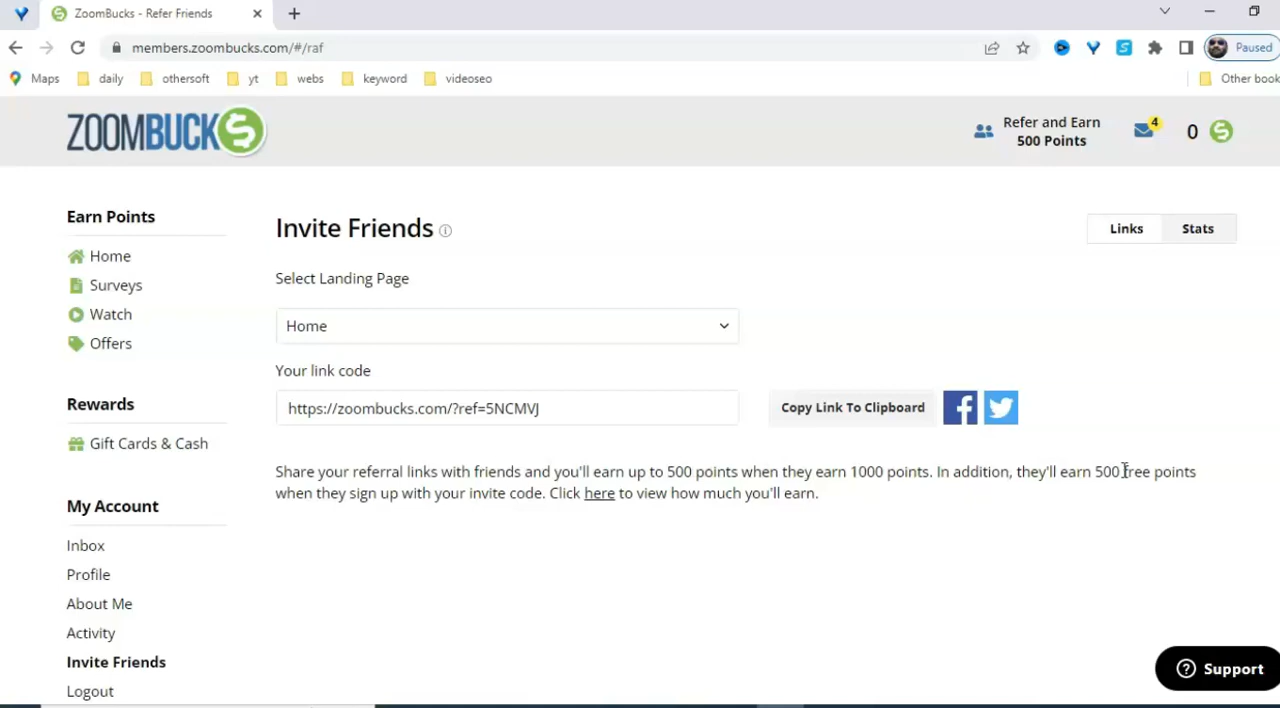 ZoomBucks - Refer Friends
members.zoombucks.com/#/raf
Paused
Maps daily othersoft yt webs keyword videoseo Other book
ZOOMBUCK$
Refer and Earn
500 Points
4
0
Earn Points
Home
Surveys
Watch
Offers
Rewards
Gift Cards & Cash
My Account
Inbox
Profile
About Me
Activity
Invite Friends
Logout
Invite Friends
Links Stats
Select Landing Page
Home
Your link code
https://zoombucks.com/?ref=5NCMVJ
Copy Link To Clipboard
Share your referral links with friends and you'll earn up to 500 points when they earn 1000 points. In addition, they'll earn 500 free points
when they sign up with your invite code. Click here to view how much you'll earn.
Support